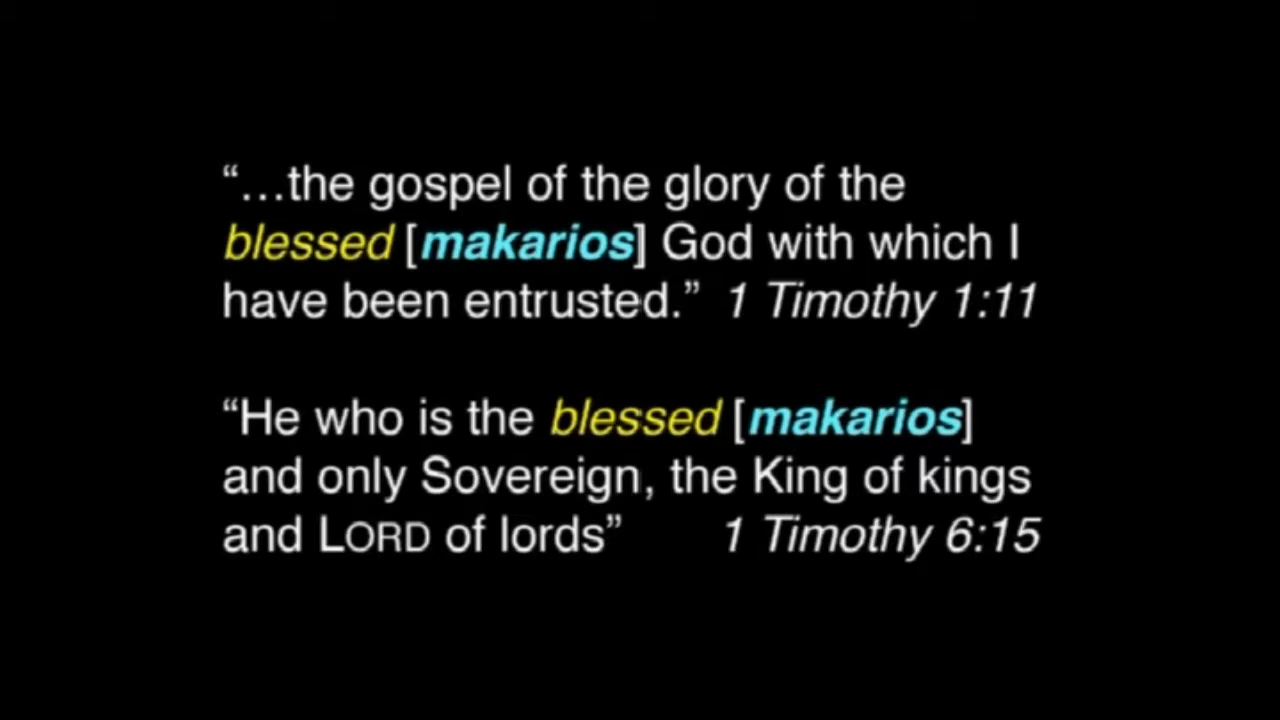 “…the gospel of the glory of the
blessed [makarios] God with which I
have been entrusted.” 1 Timothy 1:11
“He who is the blessed [makarios]
and only Sovereign, the King of kings
and LORD of lords” 1 Timothy 6:15